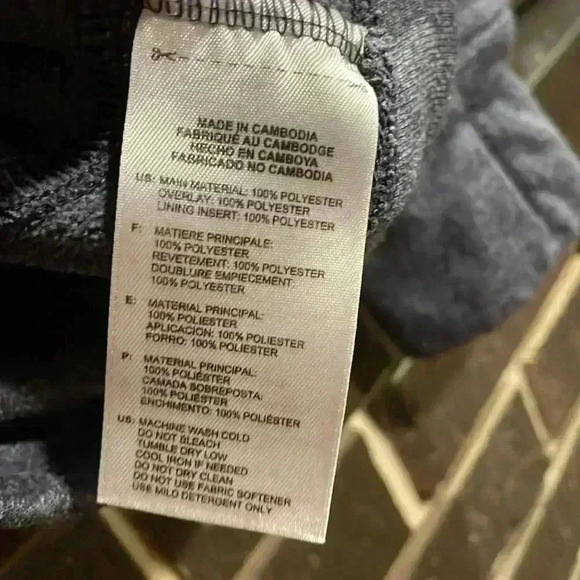 MADE IN CAMBODIA
FABRIQUÉ AU CAMBODGE
HECHO EN CAMBOYA
FABRICADO NO CAMBODIA
US: MAIN MATERIAL: 100% POLYESTER
OVERLAY: 100% POLYESTER
LINING INSERT: 100% POLYESTER
F: MATIERE PRINCIPALE:
100% POLYESTER
REVETEMENT: 100% POLYESTER
DOUBLURE EMPIECEMENT:
100% POLYESTER
E: MATERIAL PRINCIPAL:
100% POLIESTER
APLICACION: 100% POLIESTER
FORRO: 100% POLIESTER
P: MATERIAL PRINCIPAL:
100% POLIÉSTER
CAMADA SOBREPOSTA:
100% POLIÉSTER
ENCHIMENTO: 100% POLIÉSTER
US: MACHINE WASH COLD
DO NOT BLEACH
TUMBLE DRY LOW
COOL IRON IF NEEDED
DO NOT DRY CLEAN
DO NOT USE FABRIC SOFTENER
USE MILD DETERGENT ONLY